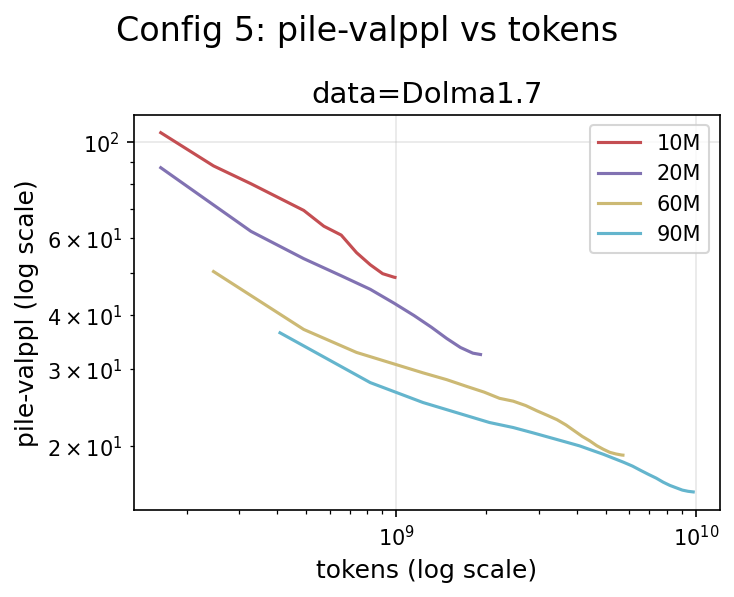 Config 5: pile-valppl vs tokens
data=Dolma1.7
10²
6 × 10¹
4 × 10¹
3 × 10¹
2 × 10¹
pile-valppl (log scale)
10M
20M
60M
90M
10⁹
10¹⁰
tokens (log scale)